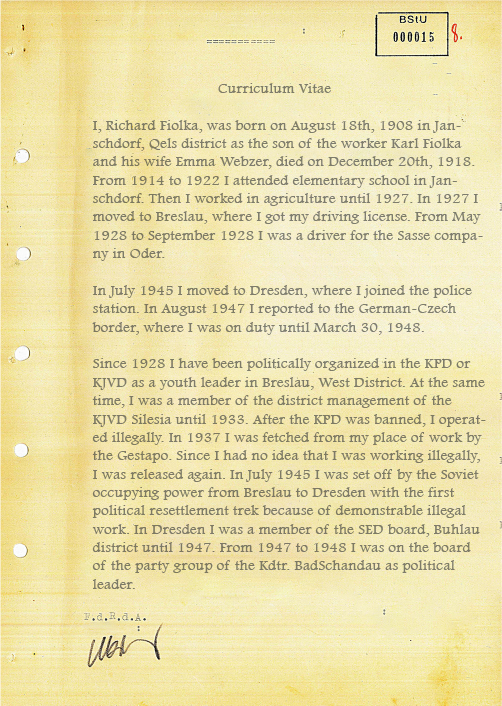 BStU
000015
8.
===========
Curriculum Vitae
I, Richard Fiolka, was born on August 18th, 1908 in Jan-
schdorf, Qels district as the son of the worker Karl Fiolka
and his wife Emma Webzer, died on December 20th, 1918.
From 1914 to 1922 I attended elementary school in Jan-
schdorf. Then I worked in agriculture until 1927. In 1927 I
moved to Breslau, where I got my driving license. From May
1928 to September 1928 I was a driver for the Sasse compa-
ny in Oder.
In July 1945 I moved to Dresden, where I joined the police
station. In August 1947 I reported to the German-Czech
border, where I was on duty until March 30, 1948.
Since 1928 I have been politically organized in the KPD or
KJVD as a youth leader in Breslau, West District. At the same
time, I was a member of the district management of the
KJVD Silesia until 1933. After the KPD was banned, I operat-
ed illegally. In 1937 I was fetched from my place of work by
the Gestapo. Since I had no idea that I was working illegally,
I was released again. In July 1945 I was set off by the Soviet
occupying power from Breslau to Dresden with the first
political resettlement trek because of demonstrable illegal
work. In Dresden I was a member of the SED board, Buhlau
district until 1947. From 1947 to 1948 I was on the board
of the party group of the Kdtr. BadSchandau as political
leader.
F.d.R.d.A.